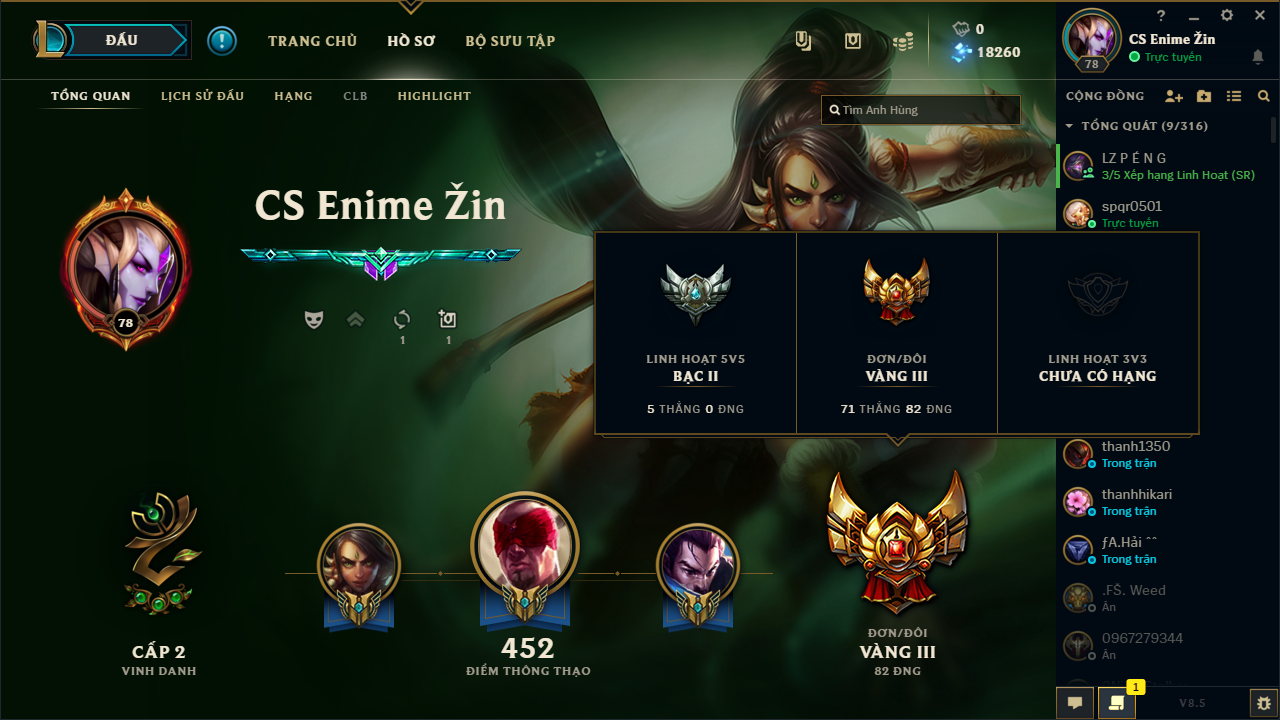 ĐẤU
TRANG CHỦ
HỒ SƠ
BỘ SƯU TẬP
0
18260
?
CS Enime Žin
Trực tuyến
78
TỔNG QUAN
LỊCH SỬ ĐẤU
HẠNG
CLB
HIGHLIGHT
Tìm Anh Hùng
CỘNG ĐỒNG
TỔNG QUÁT (9/316)
LZ P É N G
3/5 Xếp hạng Linh Hoạt (SR)
spqr0501
Trực tuyến
CS Enime Žin
78
1
1
LINH HOẠT 5V5
BẠC II
5 THẮNG 0 ĐNG
ĐƠN/ĐÔI
VÀNG III
71 THẮNG 82 ĐNG
LINH HOẠT 3V3
CHƯA CÓ HẠNG
thanh1350
Trong trận
thanhhikari
Trong trận
ƒA.Hải ˆˆ
Trong trận
.FŠ. Weed
Ẩn
0967279344
Ẩn
CẤP 2
VINH DANH
452
ĐIỂM THÔNG THẠO
ĐƠN/ĐÔI
VÀNG III
82 ĐNG
1
V8.5